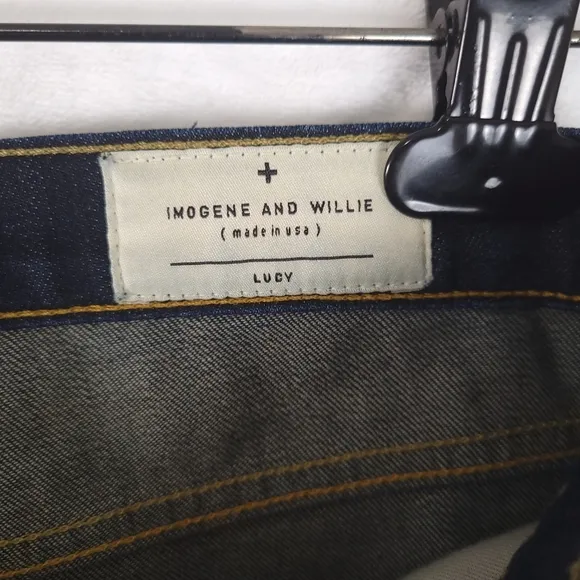 +
IMOGENE AND WILLIE
( made in usa )
LUCY